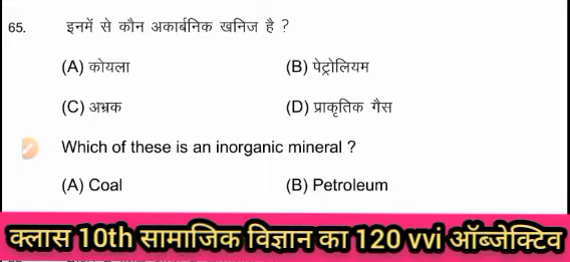 65. इनमें से कौन अकार्बनिक खनिज है ?
(A) कोयला (B) पेट्रोलियम
(C) अभ्रक (D) प्राकृतिक गैस
Which of these is an inorganic mineral ?
(A) Coal (B) Petroleum
क्लास 10th सामाजिक विज्ञान का 120 vvi ऑब्जेक्टिव